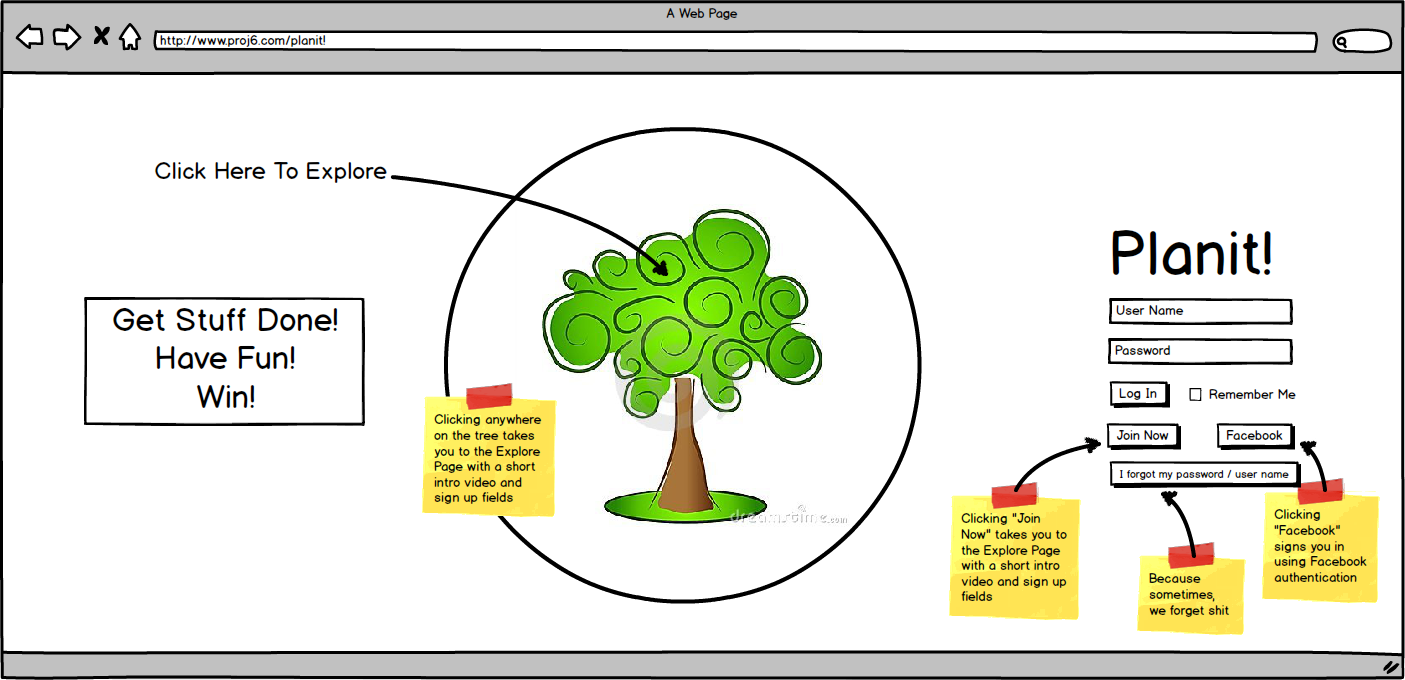 A Web Page
http://www.proj6.com/planit!
Click Here To Explore
Get Stuff Done!
Have Fun!
Win!
Clicking anywhere
on the tree takes
you to the Explore
Page with a short
intro video and
sign up fields
dreamstime.com
Planit!
User Name
Password
Log In
Remember Me
Join Now
Facebook
I forgot my password / user name
Clicking "Join
Now" takes you to
the Explore Page
with a short intro
video and sign up
fields
Because
sometimes,
we forget shit
Clicking
"Facebook"
signs you in
using Facebook
authentication